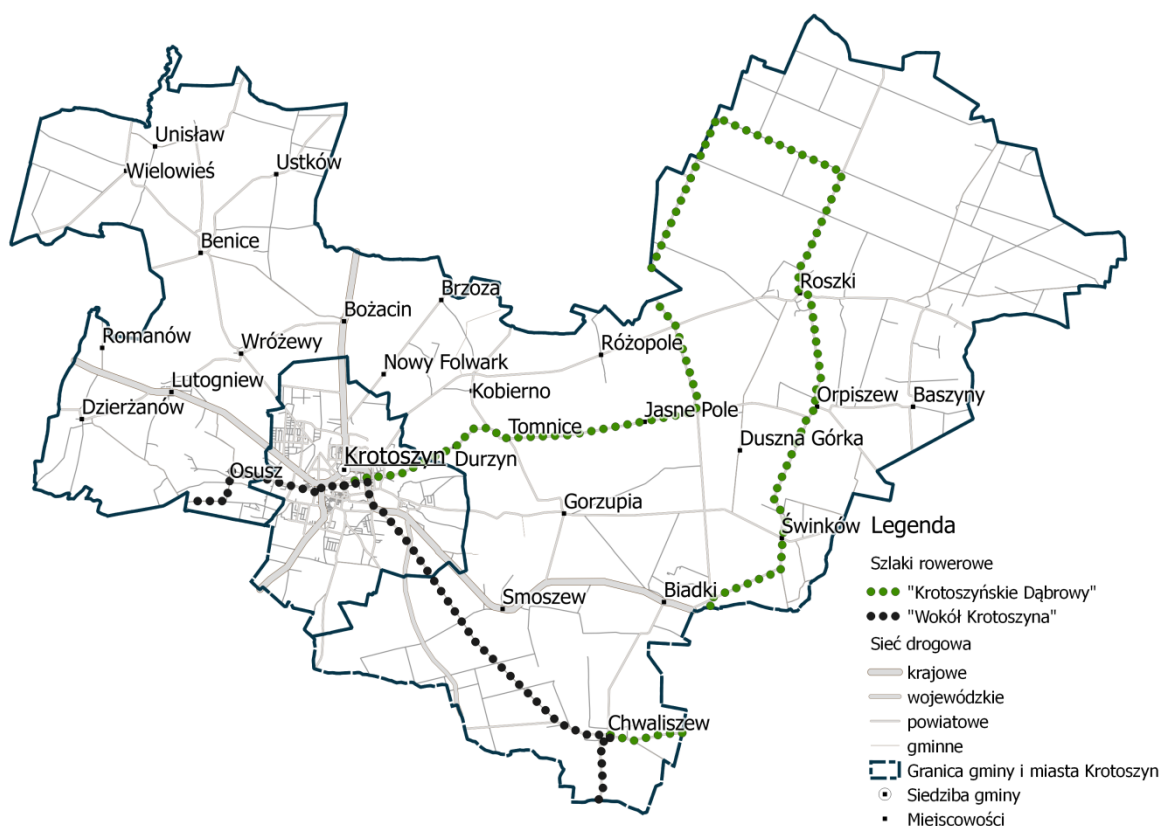 Unisław
Wielowieś
Ustków
Benice
Brzoza
Roszki
Bożacin
Romanów
Wróżewy
Różopole
Nowy Folwark
Lutogniew
Kobierno
Dzierżanów
Jasne Pole
Orpiszew
Baszyny
Tomnice
Duszna Górka
Krotoszyn
Durzyn
Osusz
Gorzupia
Świnków
Smoszew
Biadki
Chwaliszew
Legenda
Szlaki rowerowe
"Krotoszyńskie Dąbrowy"
"Wokół Krotoszyna"
Sieć drogowa
krajowe
wojewódzkie
powiatowe
gminne
Granica gminy i miasta Krotoszyn
Siedziba gminy
Miejscowości